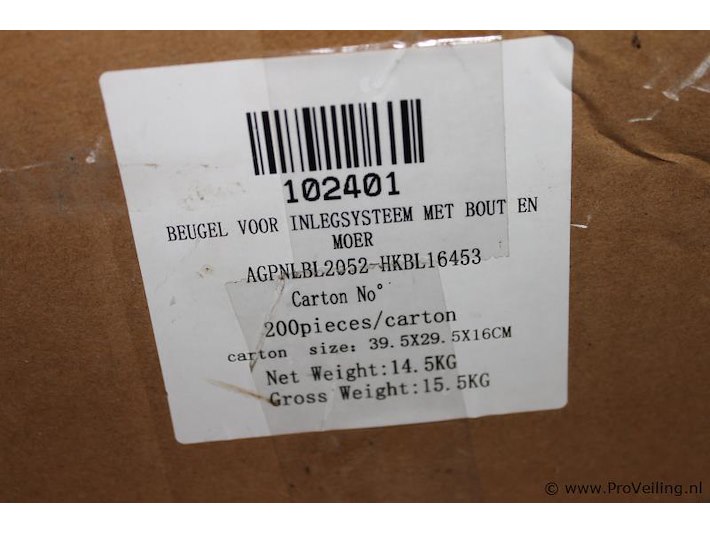 102401
BEUGEL VOOR INLEGSYSTEEM MET BOUT EN
MOER
AGPNLBL2052-HKBL16453
Carton No°
200pieces/carton
carton size: 39.5X29.5X16CM
Net Weight:14.5KG
Gross Weight:15.5KG
© www.ProVeiling.nl